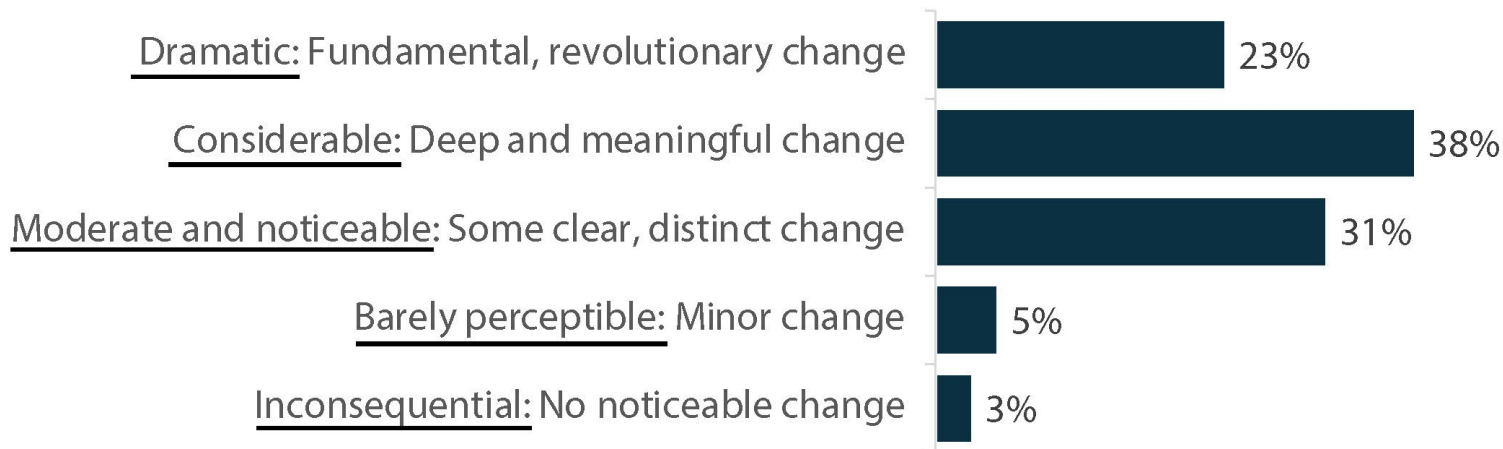 Dramatic: Fundamental, revolutionary change 23%
Considerable: Deep and meaningful change 38%
Moderate and noticeable: Some clear, distinct change 31%
Barely perceptible: Minor change 5%
Inconsequential: No noticeable change 3%